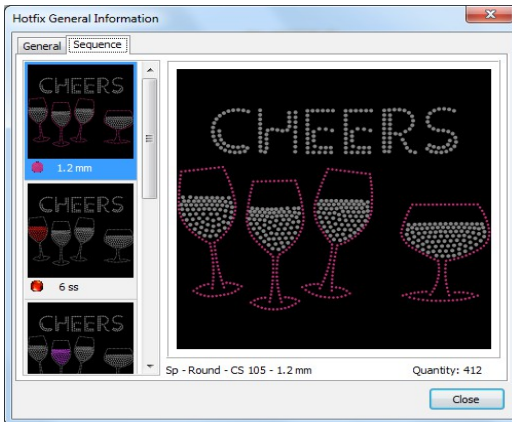 Hotfix General Information
General
Sequence
CHEERS
1.2 mm
CHEERS
6 ss
CHEERS
CHEERS
Sp - Round - CS 105 - 1.2 mm
Quantity: 412
Close